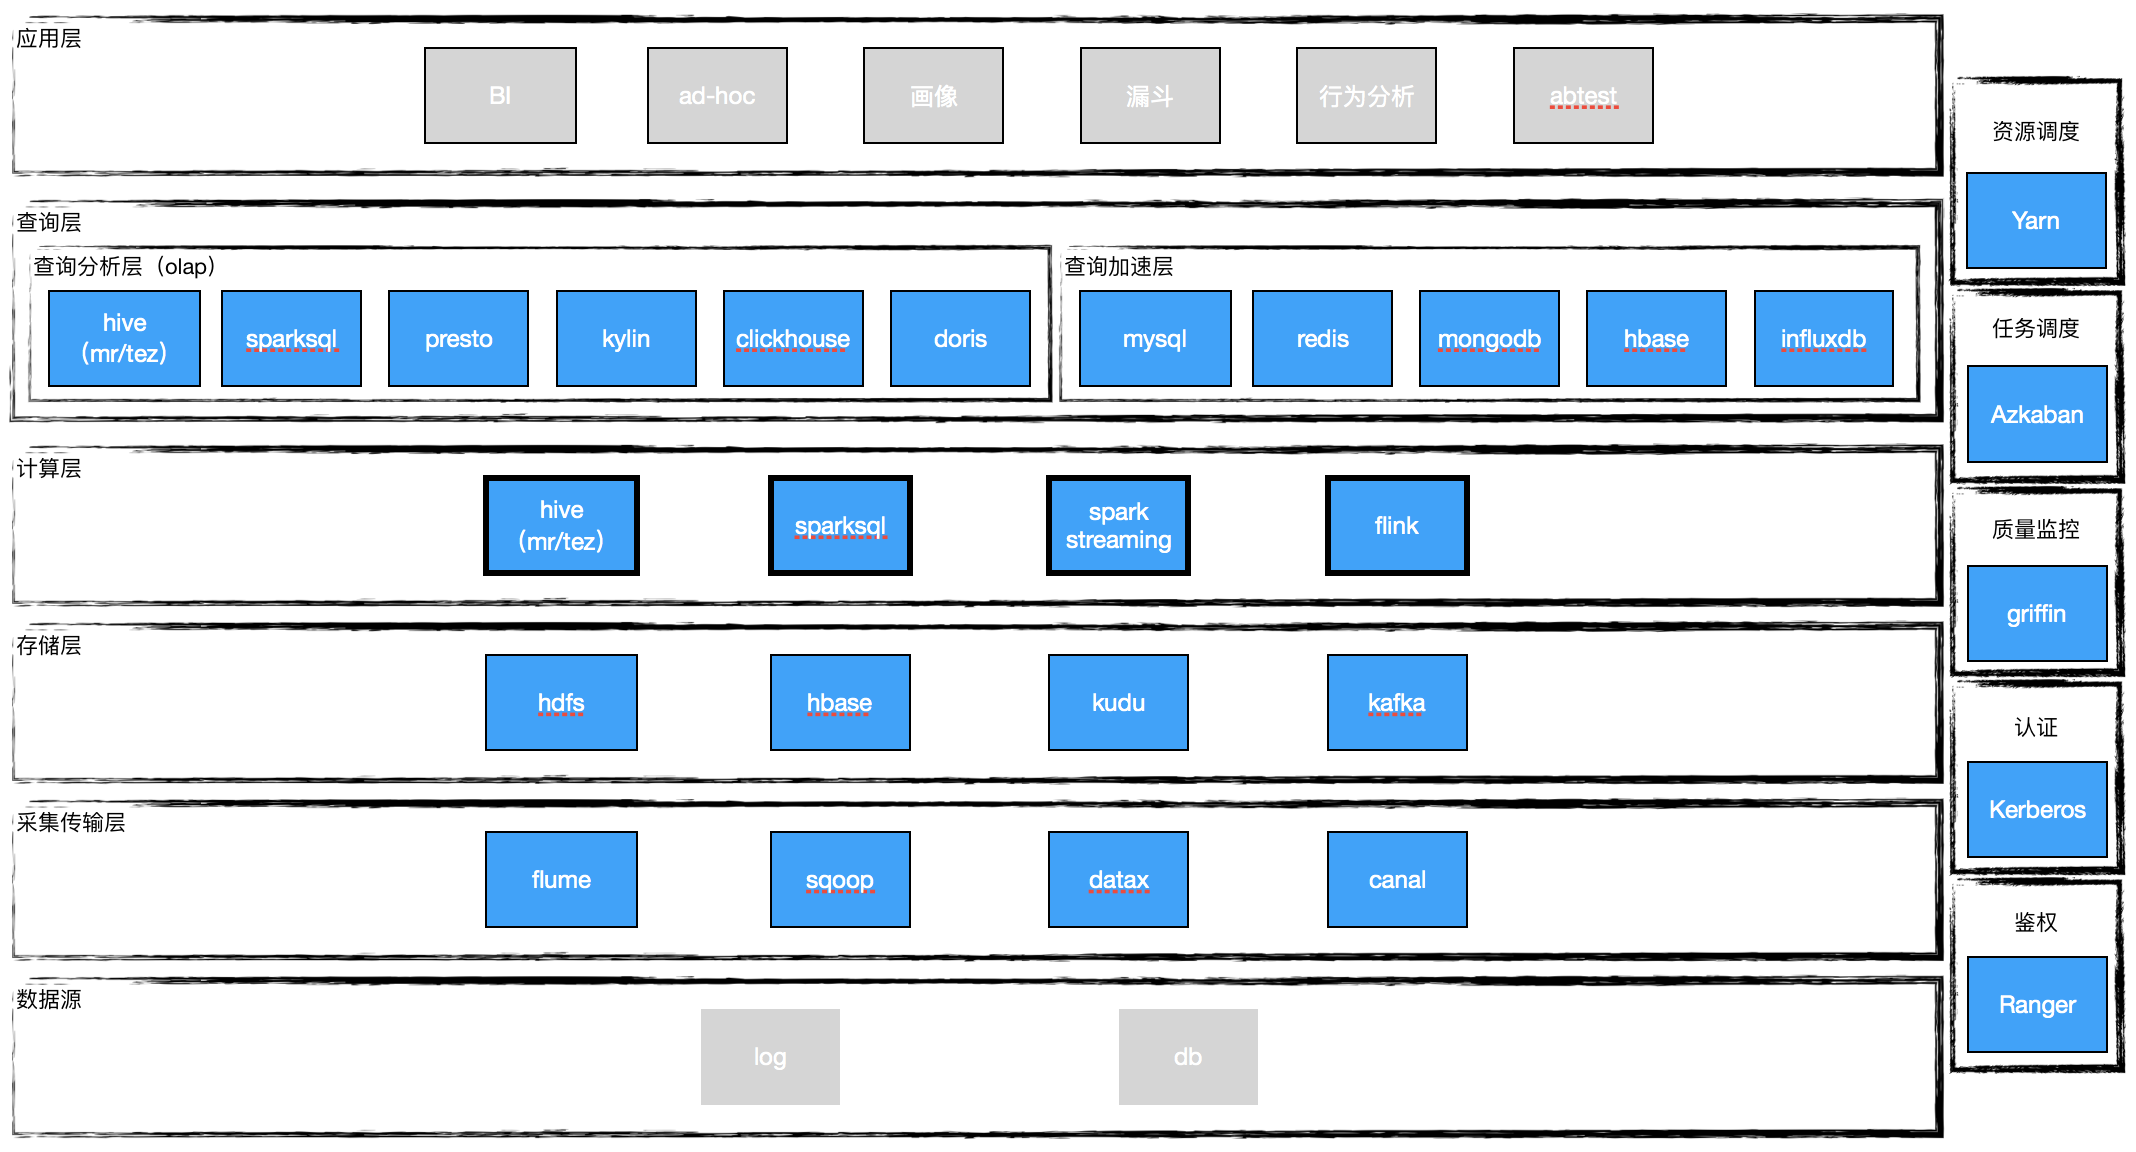 应用层
BI
ad-hoc
画像
漏斗
行为分析
abtest
查询层
查询分析层（olap）
hive
（mr/tez）
sparksql
presto
kylin
clickhouse
doris
查询加速层
mysql
redis
mongodb
hbase
influxdb
计算层
hive
（mr/tez）
sparksql
spark
streaming
flink
存储层
hdfs
hbase
kudu
kafka
采集传输层
flume
sqoop
datax
canal
数据源
log
db
资源调度
Yarn
任务调度
Azkaban
质量监控
griffin
认证
Kerberos
鉴权
Ranger